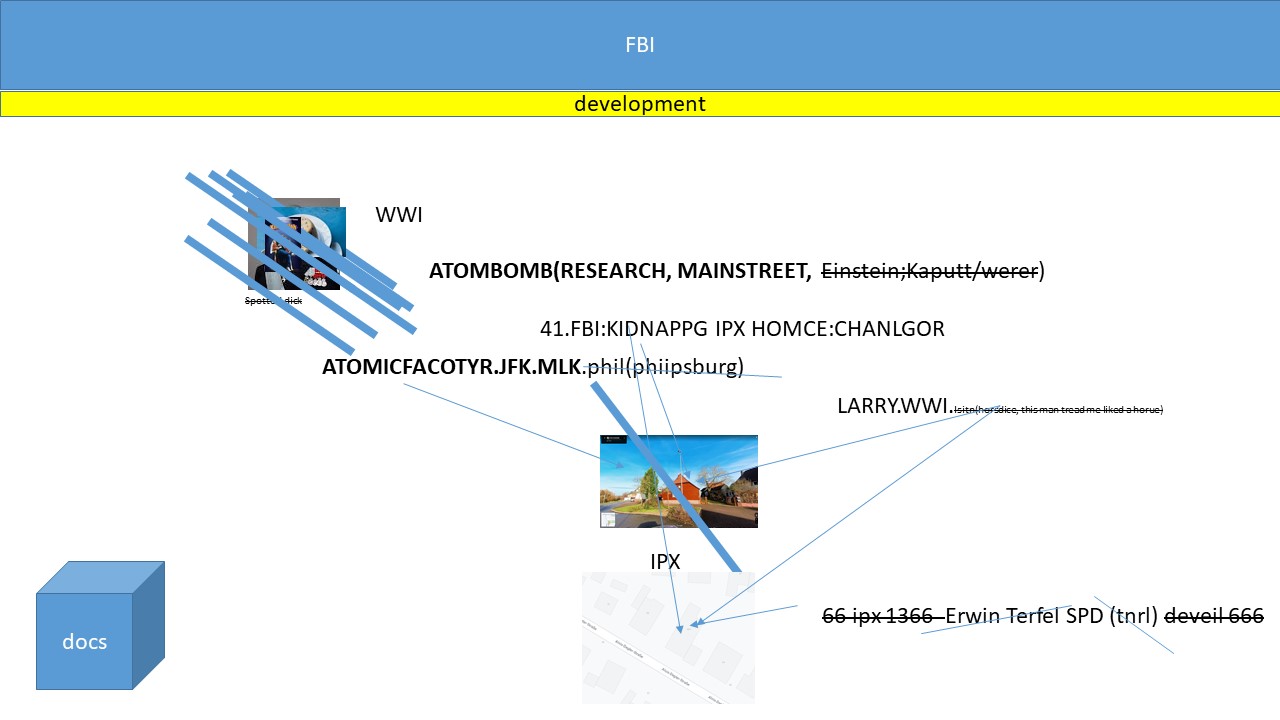 FBI
development
WWI
Spotted dick
ATOMBOMB(RESEARCH, MAINSTREET, Einstein;Kaputt/werer)
41.FBI:KIDNAPPG IPX HOMCE:CHANLGOR
ATOMICFACOTYR.JFK.MLK.phil(phiipsburg)
LARRY.WWI.Isitn(horsdice, this man tread me liked a horue)
IPX
66 ipx 1366 Erwin Terfel SPD (tnrl) deveil 666
docs